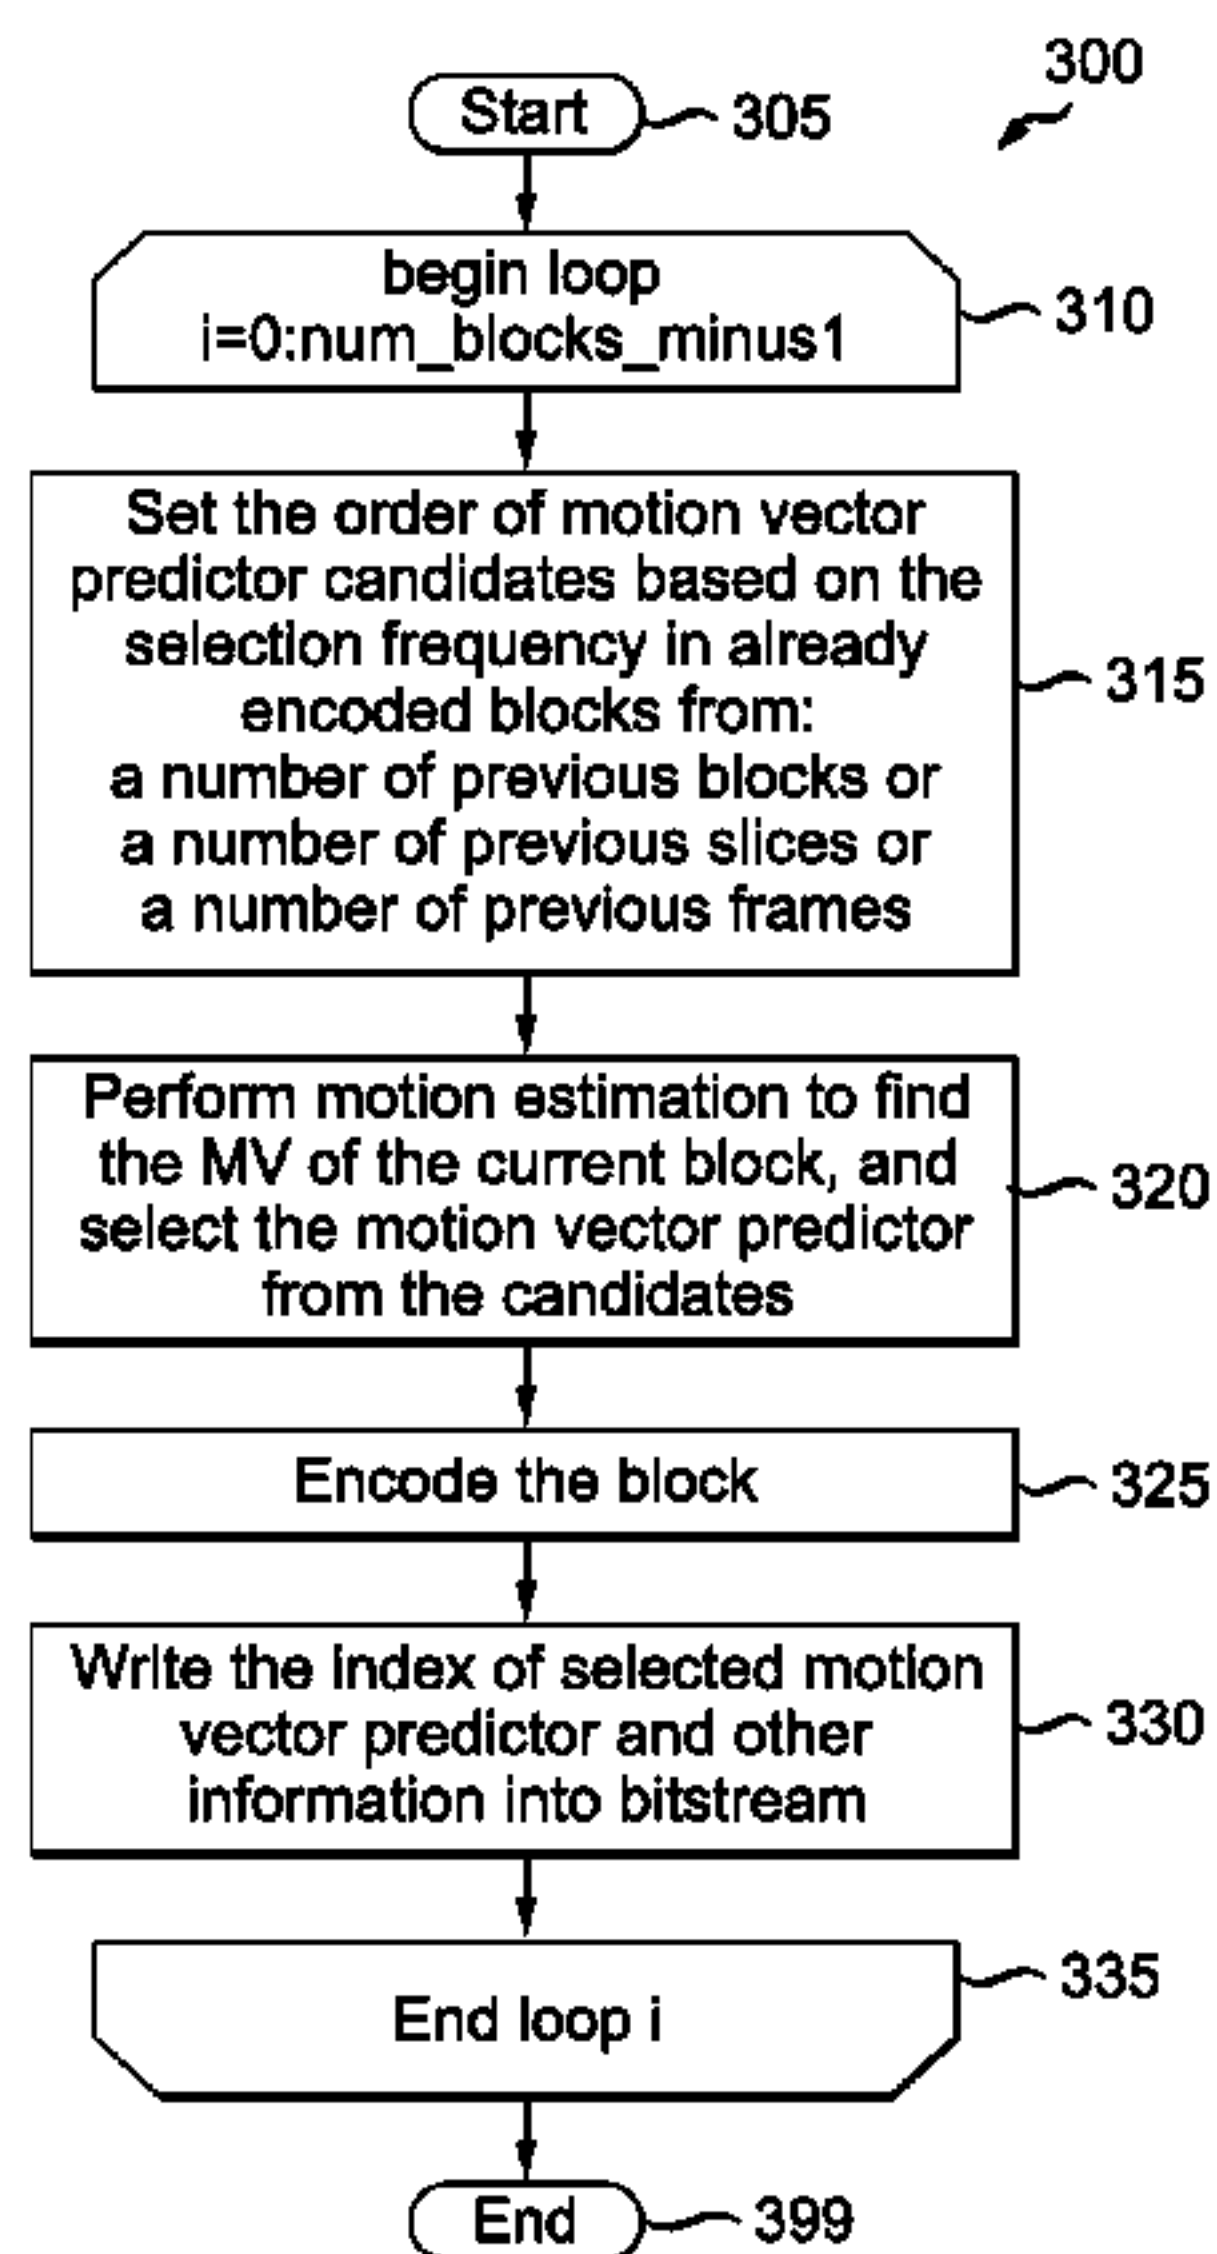 300
Start
305
begin loop
i=0:num_blocks_minus1
310
Set the order of motion vector
predictor candidates based on the
selection frequency in already
encoded blocks from:
a number of previous blocks or
a number of previous slices or
a number of previous frames
315
Perform motion estimation to find
the MV of the current block, and
select the motion vector predictor
from the candidates
320
Encode the block
325
Write the index of selected motion
vector predictor and other
information into bitstream
330
End loop i
335
End
399